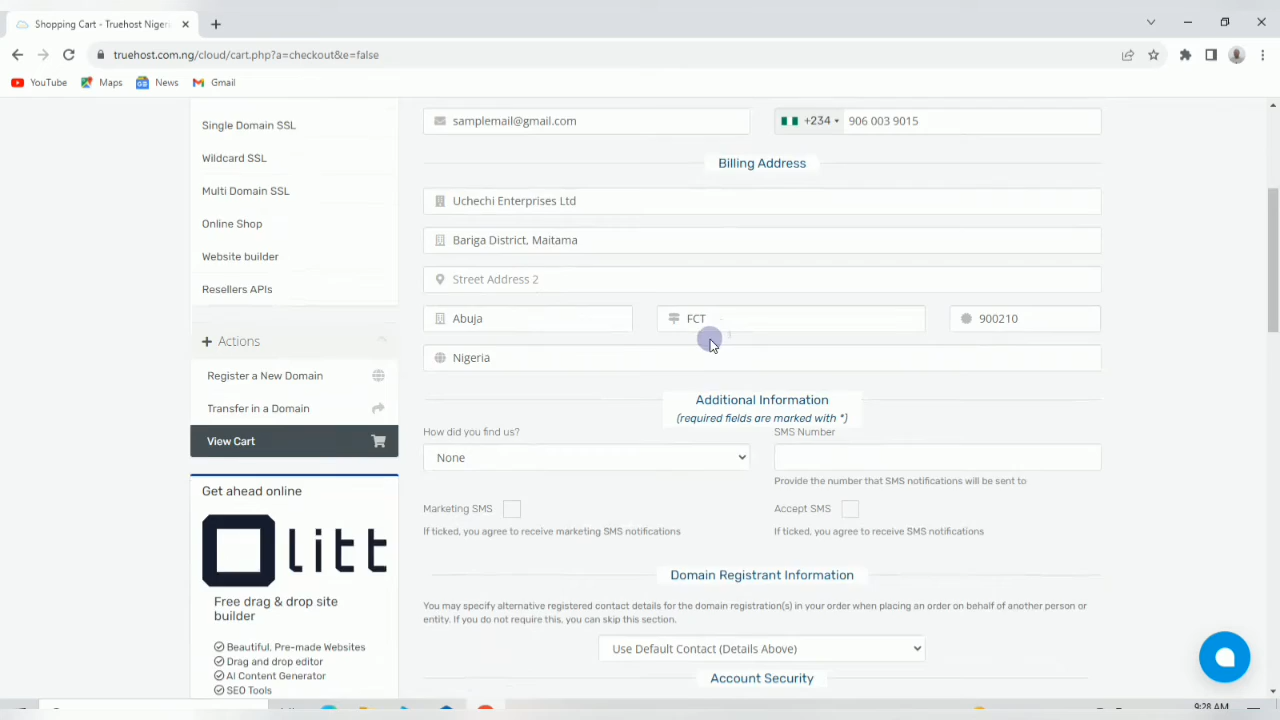 Shopping Cart - Truehost Nigeri
truehost.com.ng/cloud/cart.php?a=checkout&e=false
YouTube
Maps
News
Gmail
Single Domain SSL
Wildcard SSL
Multi Domain SSL
Online Shop
Website builder
Resellers APIs
Actions
Register a New Domain
Transfer in a Domain
View Cart
Get ahead online
Olitt
Free drag & drop site
builder
Beautiful, Pre-made Websites
Drag and drop editor
AI Content Generator
SEO Tools
samplemail@gmail.com
+234 906 003 9015
Billing Address
Uchechi Enterprises Ltd
Bariga District, Maitama
Street Address 2
Abuja
FCT
900210
Nigeria
Additional Information
(required fields are marked with *)
How did you find us?
None
SMS Number
Provide the number that SMS notifications will be sent to
Marketing SMS
If ticked, you agree to receive marketing SMS notifications
Accept SMS
If ticked, you agree to receive SMS notifications
Domain Registrant Information
You may specify alternative registered contact details for the domain registration(s) in your order when placing an order on behalf of another person or
entity. If you do not require this, you can skip this section.
Use Default Contact (Details Above)
Account Security
9:28 AM